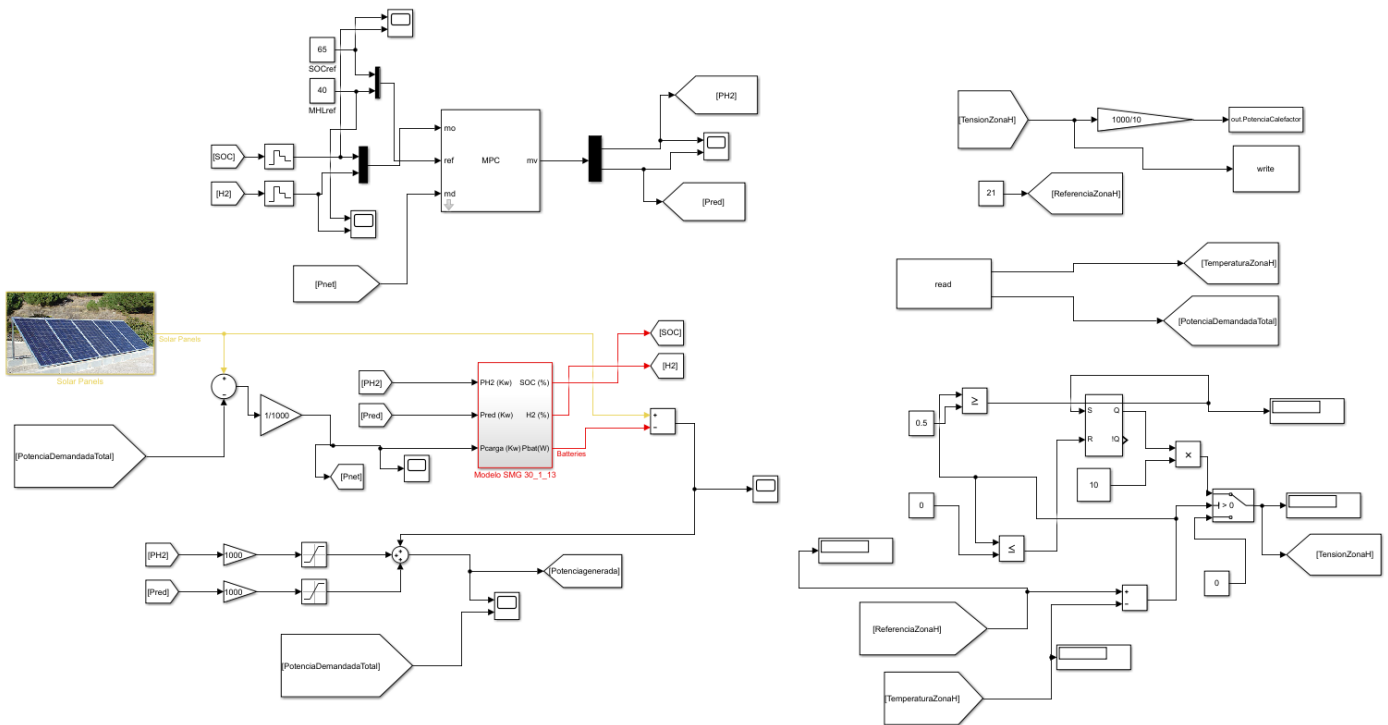 65
SOCref
40
MHLref
[SOC]
[H2]
mo
ref
md
MPC
mv
[PH2]
[Pred]
[Pnet]
Solar Panels
Solar Panels
+
−
1/1000
[PotenciaDemandadaTotal]
[Pnet]
[PH2]
[Pred]
PH2 (Kw)
SOC (%)
Pred (Kw)
H2 (%)
Pcarga (Kw)
Pbat(W)
Batteries
Modelo SMG 30_1_13
[SOC]
[H2]
+
−
[PH2]
1000
[Pred]
1000
+
+
+
[Potenciagenerada]
[PotenciaDemandadaTotal]
[TensionZonaH]
1000/10
out.PotenciaCalefactor
write
21
[ReferenciaZonaH]
read
[TemperaturaZonaH]
[PotenciaDemandadaTotal]
0.5
≥
S
Q
R
!Q
×
10
0
≤
> 0
0
[TensionZonaH]
+
−
[ReferenciaZonaH]
[TemperaturaZonaH]